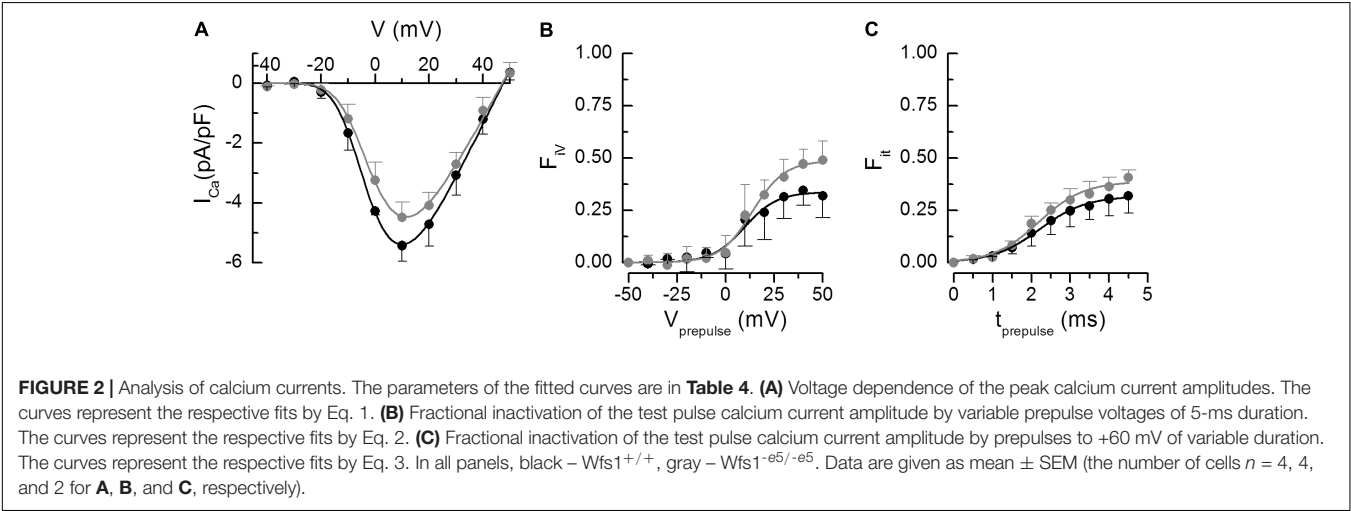 A
V (mV)
-40 -20 0 20 40
0
-2
-4
-6
I_Ca(pA/pF)
B
1.00
0.75
0.50
0.25
0.00
F_iV
-50 -25 0 25 50
V_prepulse (mV)
C
1.00
0.75
0.50
0.25
0.00
F_it
0 1 2 3 4 5
t_prepulse (ms)
FIGURE 2 | Analysis of calcium currents. The parameters of the fitted curves are in Table 4. (A) Voltage dependence of the peak calcium current amplitudes. The
curves represent the respective fits by Eq. 1. (B) Fractional inactivation of the test pulse calcium current amplitude by variable prepulse voltages of 5-ms duration.
The curves represent the respective fits by Eq. 2. (C) Fractional inactivation of the test pulse calcium current amplitude by prepulses to +60 mV of variable duration.
The curves represent the respective fits by Eq. 3. In all panels, black – Wfs1+/+, gray – Wfs1-e5/-e5. Data are given as mean ± SEM (the number of cells n = 4, 4,
and 2 for A, B, and C, respectively).